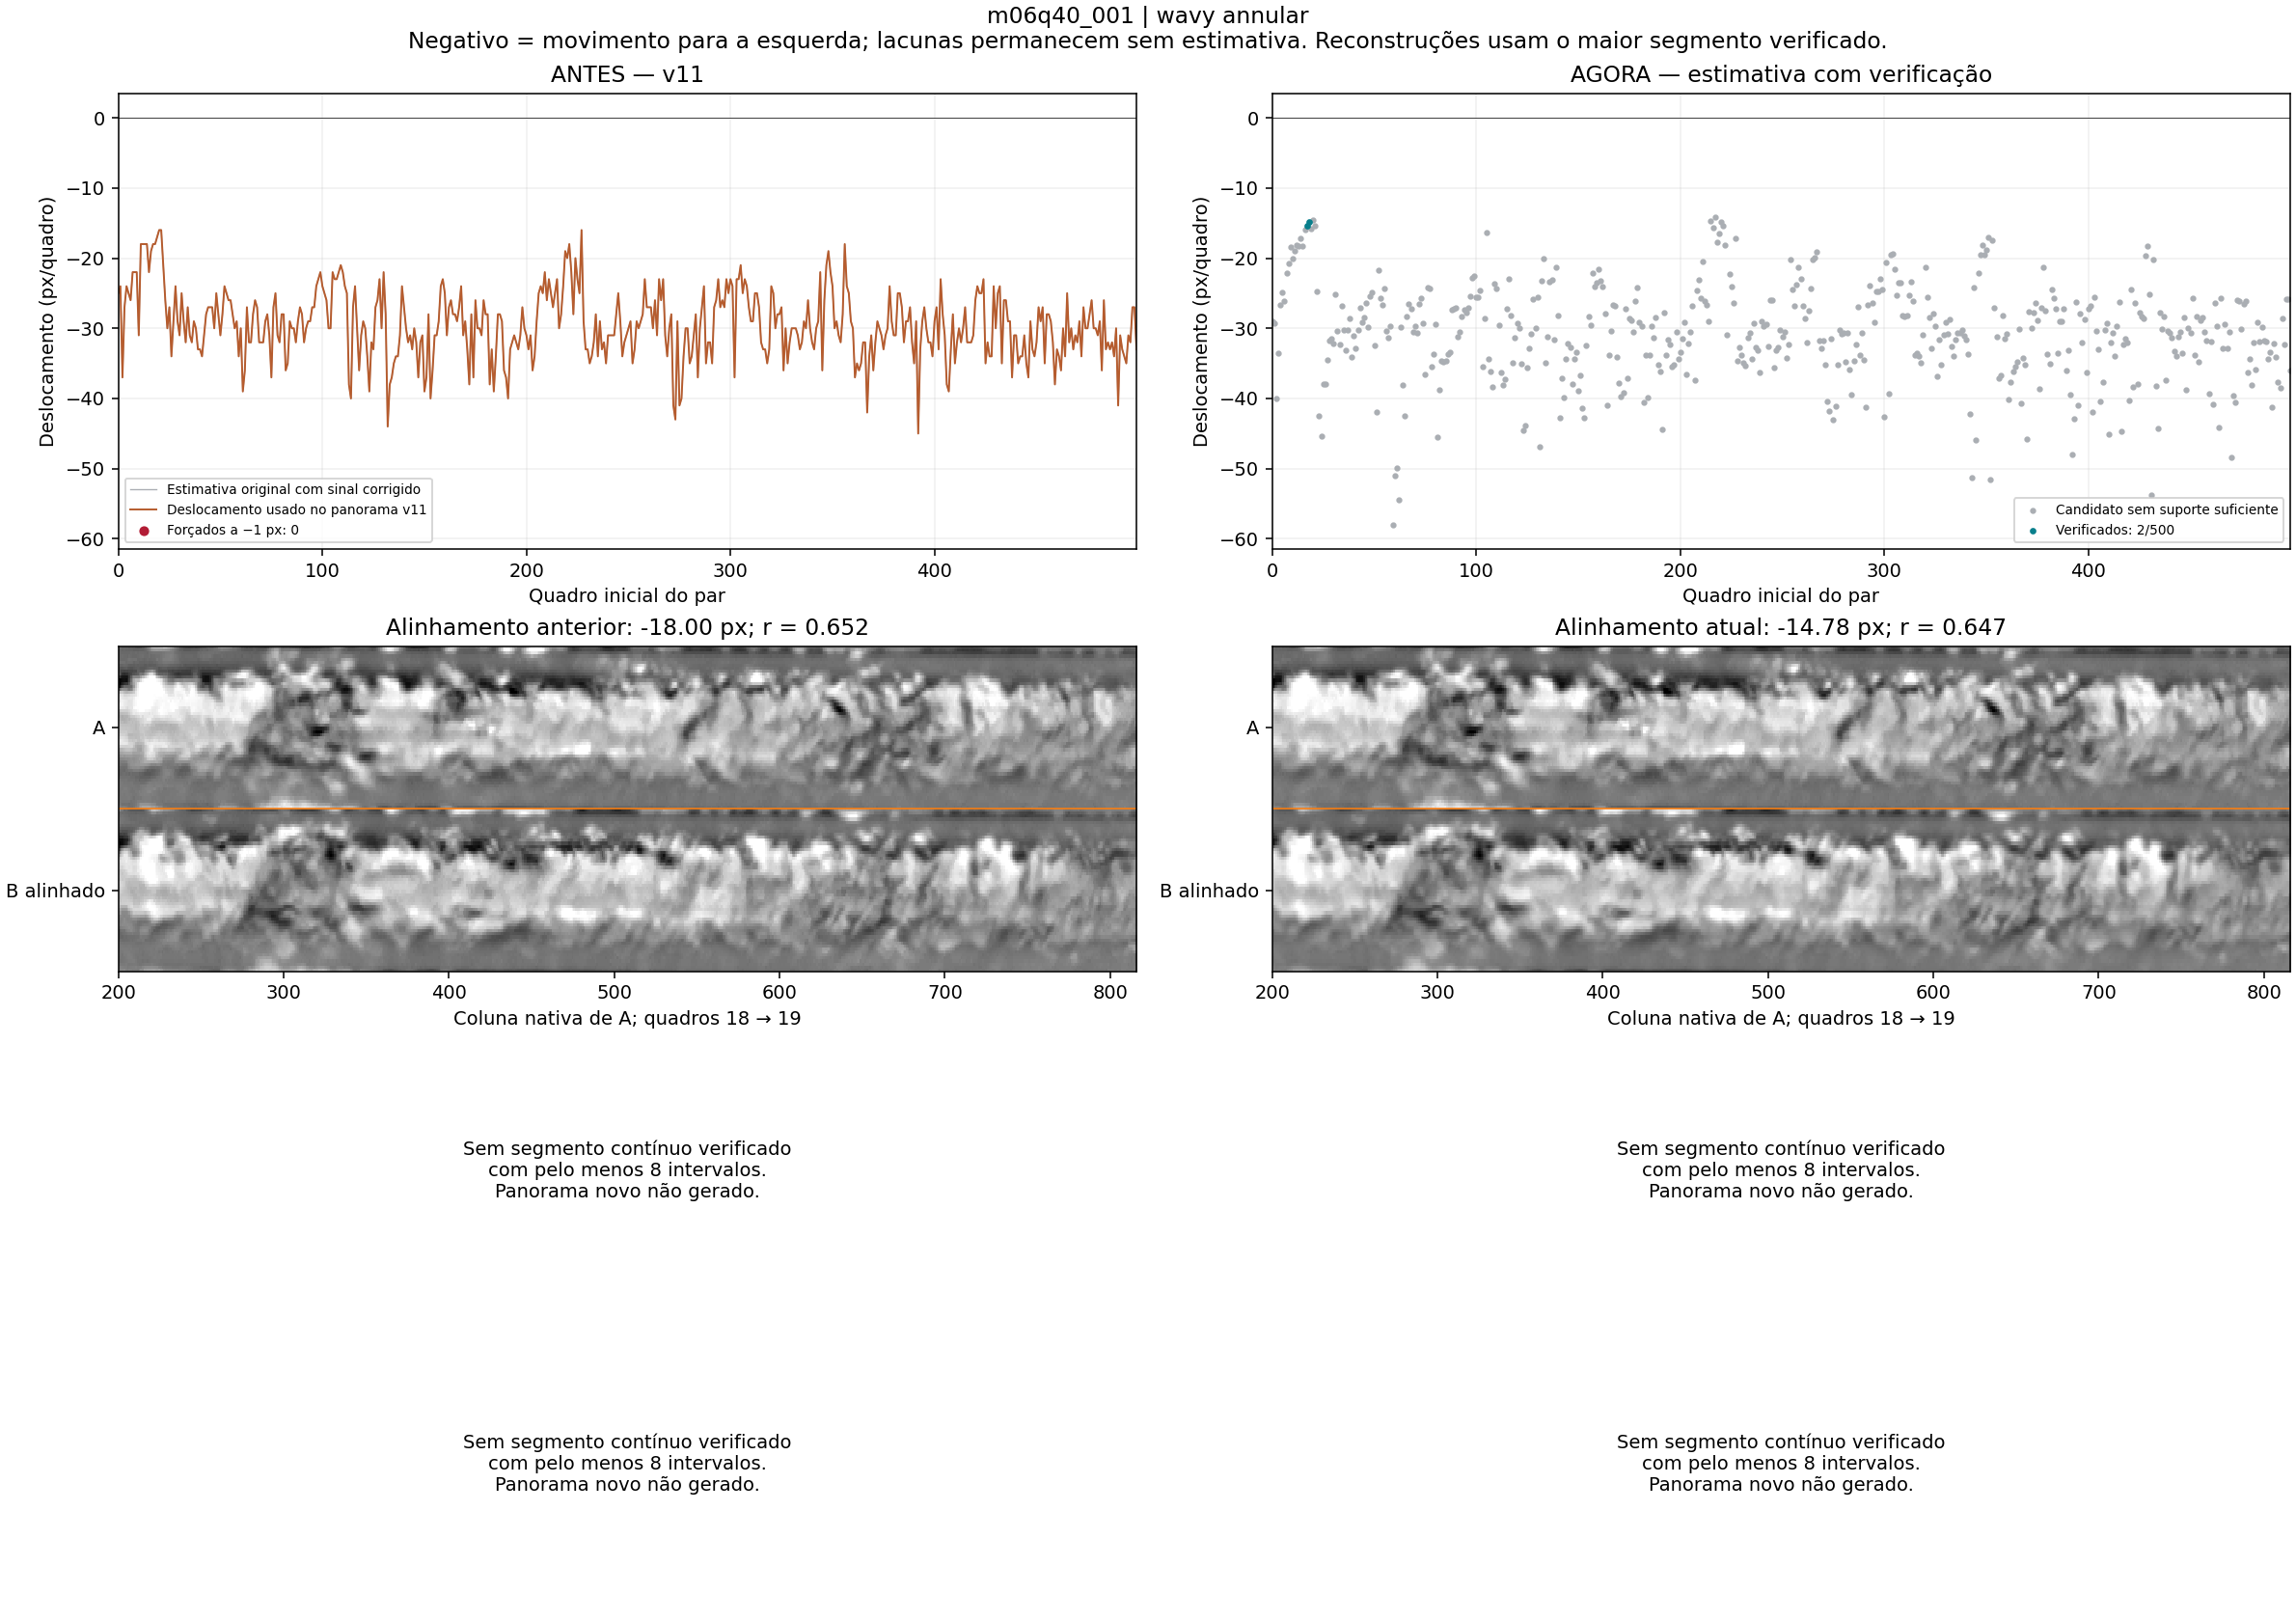 m06q40_001 | wavy annular
Negativo = movimento para a esquerda; lacunas permanecem sem estimativa. Reconstruções usam o maior segmento verificado.
ANTES — v11
0
−10
−20
−30
−40
−50
−60
Deslocamento (px/quadro)
Estimativa original com sinal corrigido
Deslocamento usado no panorama v11
Forçados a −1 px: 0
0 100 200 300 400
Quadro inicial do par
AGORA — estimativa com verificação
0
−10
−20
−30
−40
−50
−60
Deslocamento (px/quadro)
Candidato sem suporte suficiente
Verificados: 2/500
0 100 200 300 400
Quadro inicial do par
Alinhamento anterior: -18.00 px; r = 0.652
A
B alinhado
200 300 400 500 600 700 800
Coluna nativa de A; quadros 18 → 19
Alinhamento atual: -14.78 px; r = 0.647
A
B alinhado
200 300 400 500 600 700 800
Coluna nativa de A; quadros 18 → 19
Sem segmento contínuo verificado
com pelo menos 8 intervalos.
Panorama novo não gerado.
Sem segmento contínuo verificado
com pelo menos 8 intervalos.
Panorama novo não gerado.
Sem segmento contínuo verificado
com pelo menos 8 intervalos.
Panorama novo não gerado.
Sem segmento contínuo verificado
com pelo menos 8 intervalos.
Panorama novo não gerado.